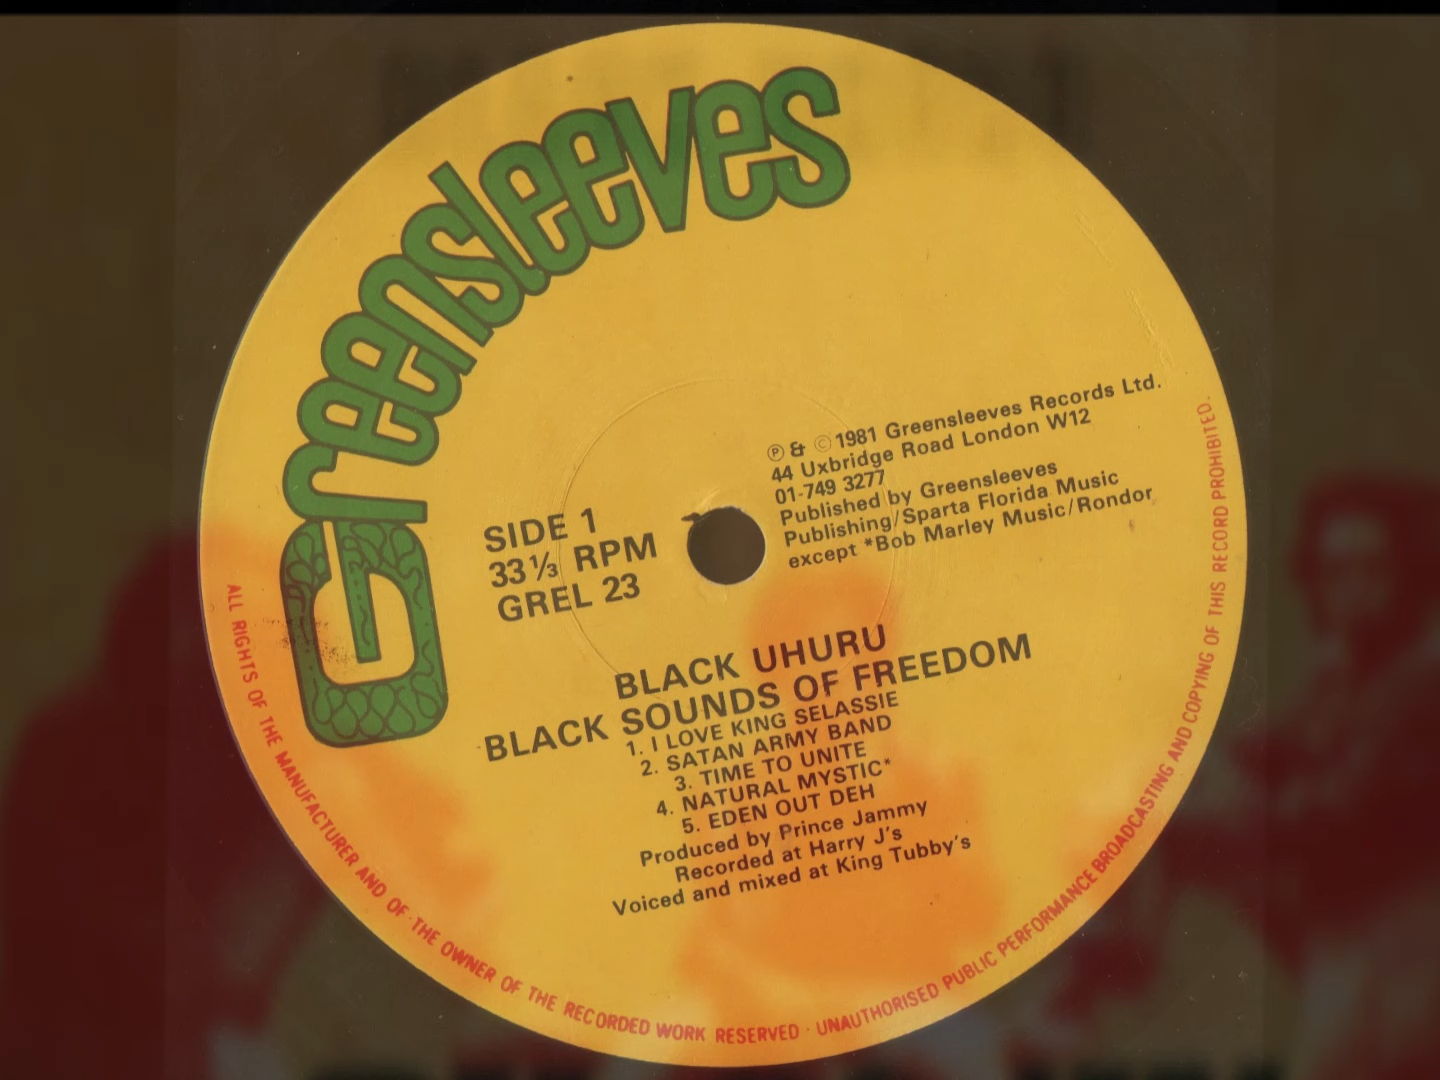 Greensleeves
℗ & © 1981 Greensleeves Records Ltd.
44 Uxbridge Road London W12
01-749 3277
Published by Greensleeves
Publishing/Sparta Florida Music
except *Bob Marley Music/Rondor
SIDE 1
33⅓ RPM
GREL 23
BLACK UHURU
BLACK SOUNDS OF FREEDOM
1. I LOVE KING SELASSIE
2. SATAN ARMY BAND
3. TIME TO UNITE
4. NATURAL MYSTIC*
5. EDEN OUT DEH
Produced by Prince Jammy
Recorded at Harry J's
Voiced and mixed at King Tubby's
ALL RIGHTS OF THE MANUFACTURER AND OF THE OWNER OF THE RECORDED WORK RESERVED · UNAUTHORISED PUBLIC PERFORMANCE BROADCASTING AND COPYING OF THIS RECORD PROHIBITED.